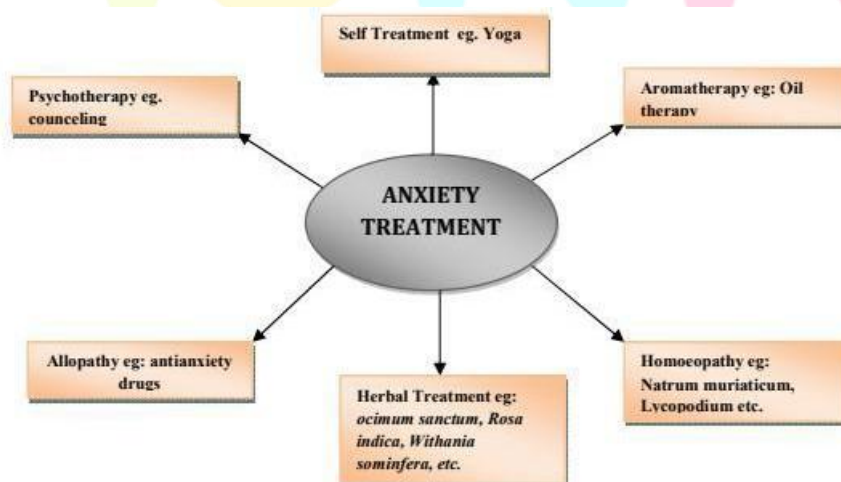 Self Treatment eg. Yoga
Psychotherapy eg.
counceling
Aromatherapy eg: Oil
therapy
ANXIETY
TREATMENT
Allopathy eg: antianxiety
drugs
Herbal Treatment eg:
ocimum sanctum, Rosa
indica, Withania
sominfera, etc.
Homoeopathy eg:
Natrum muriaticum,
Lycopodium etc.